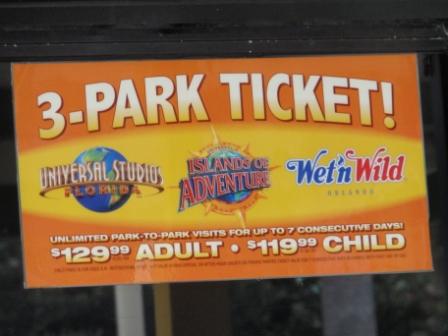 3-PARK TICKET!
UNIVERSAL STUDIOS
FLORIDA
ISLANDS OF
ADVENTURE
Wet'n Wild
ORLANDO
UNLIMITED PARK-TO-PARK VISITS FOR UP TO 7 CONSECUTIVE DAYS!
$129.99 ADULT • $119.99 CHILD